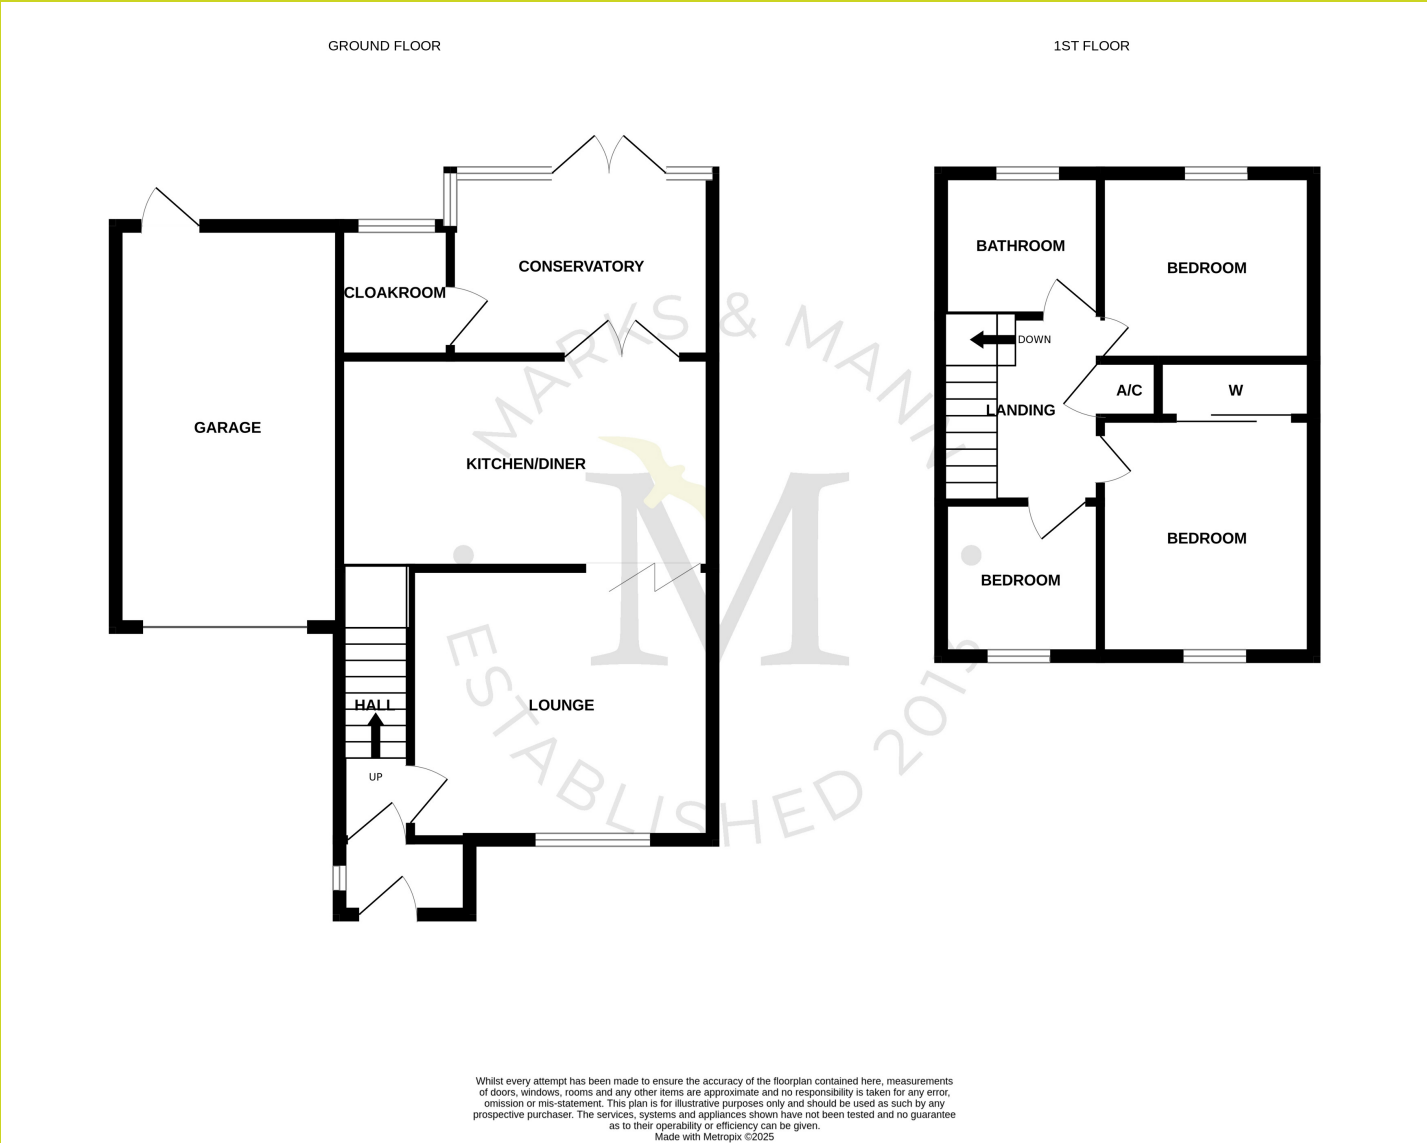 GROUND FLOOR
1ST FLOOR
BATHROOM
BEDROOM
CONSERVATORY
CLOAKROOM
DOWN
A/C
W
LANDING
GARAGE
KITCHEN/DINER
BEDROOM
BEDROOM
HALL
LOUNGE
UP
MARKS & MANN
M
ESTABLISHED 2013
Whilst every attempt has been made to ensure the accuracy of the floorplan contained here, measurements
of doors, windows, rooms and any other items are approximate and no responsibility is taken for any error,
omission or mis-statement. This plan is for illustrative purposes only and should be used as such by any
prospective purchaser. The services, systems and appliances shown have not been tested and no guarantee
as to their operability or efficiency can be given.
Made with Metropix ©2025